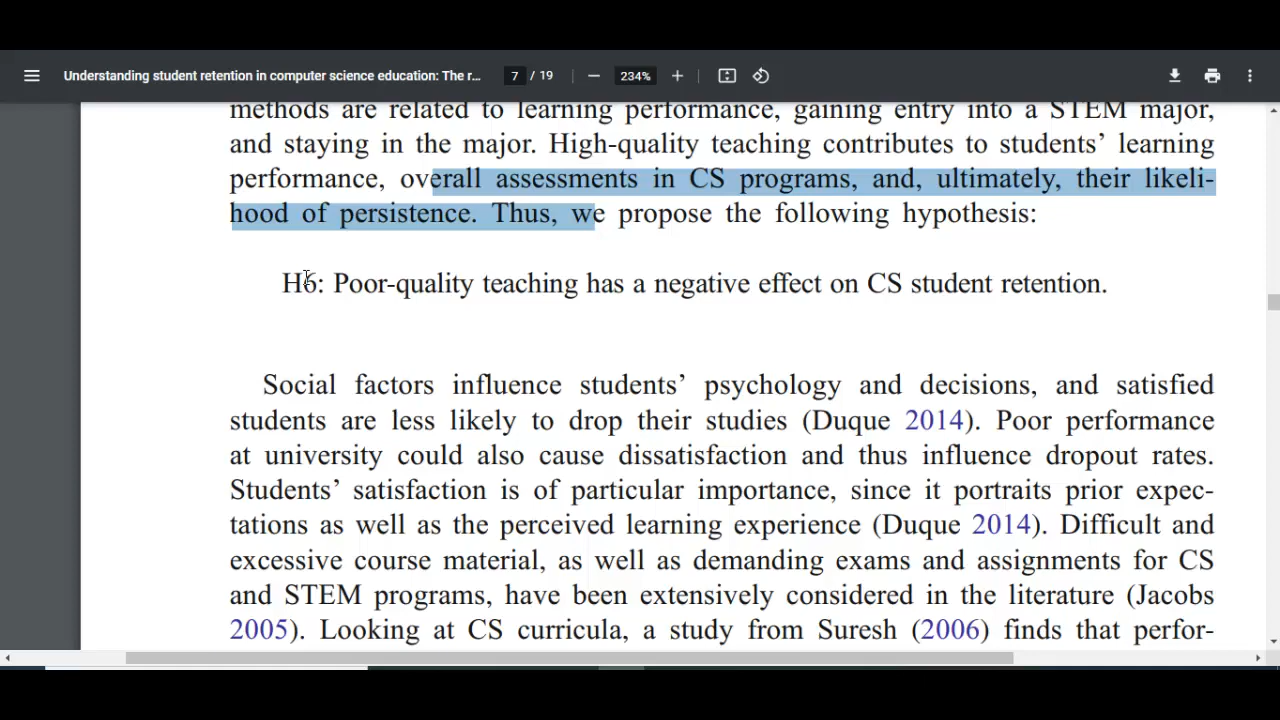 Understanding student retention in computer science education: The r...
7 / 19
234%
methods are related to learning performance, gaining entry into a STEM major,
and staying in the major. High-quality teaching contributes to students’ learning
performance, overall assessments in CS programs, and, ultimately, their likeli-
hood of persistence. Thus, we propose the following hypothesis:
H6: Poor-quality teaching has a negative effect on CS student retention.
Social factors influence students’ psychology and decisions, and satisfied
students are less likely to drop their studies (Duque 2014). Poor performance
at university could also cause dissatisfaction and thus influence dropout rates.
Students’ satisfaction is of particular importance, since it portraits prior expec-
tations as well as the perceived learning experience (Duque 2014). Difficult and
excessive course material, as well as demanding exams and assignments for CS
and STEM programs, have been extensively considered in the literature (Jacobs
2005). Looking at CS curricula, a study from Suresh (2006) finds that perfor-